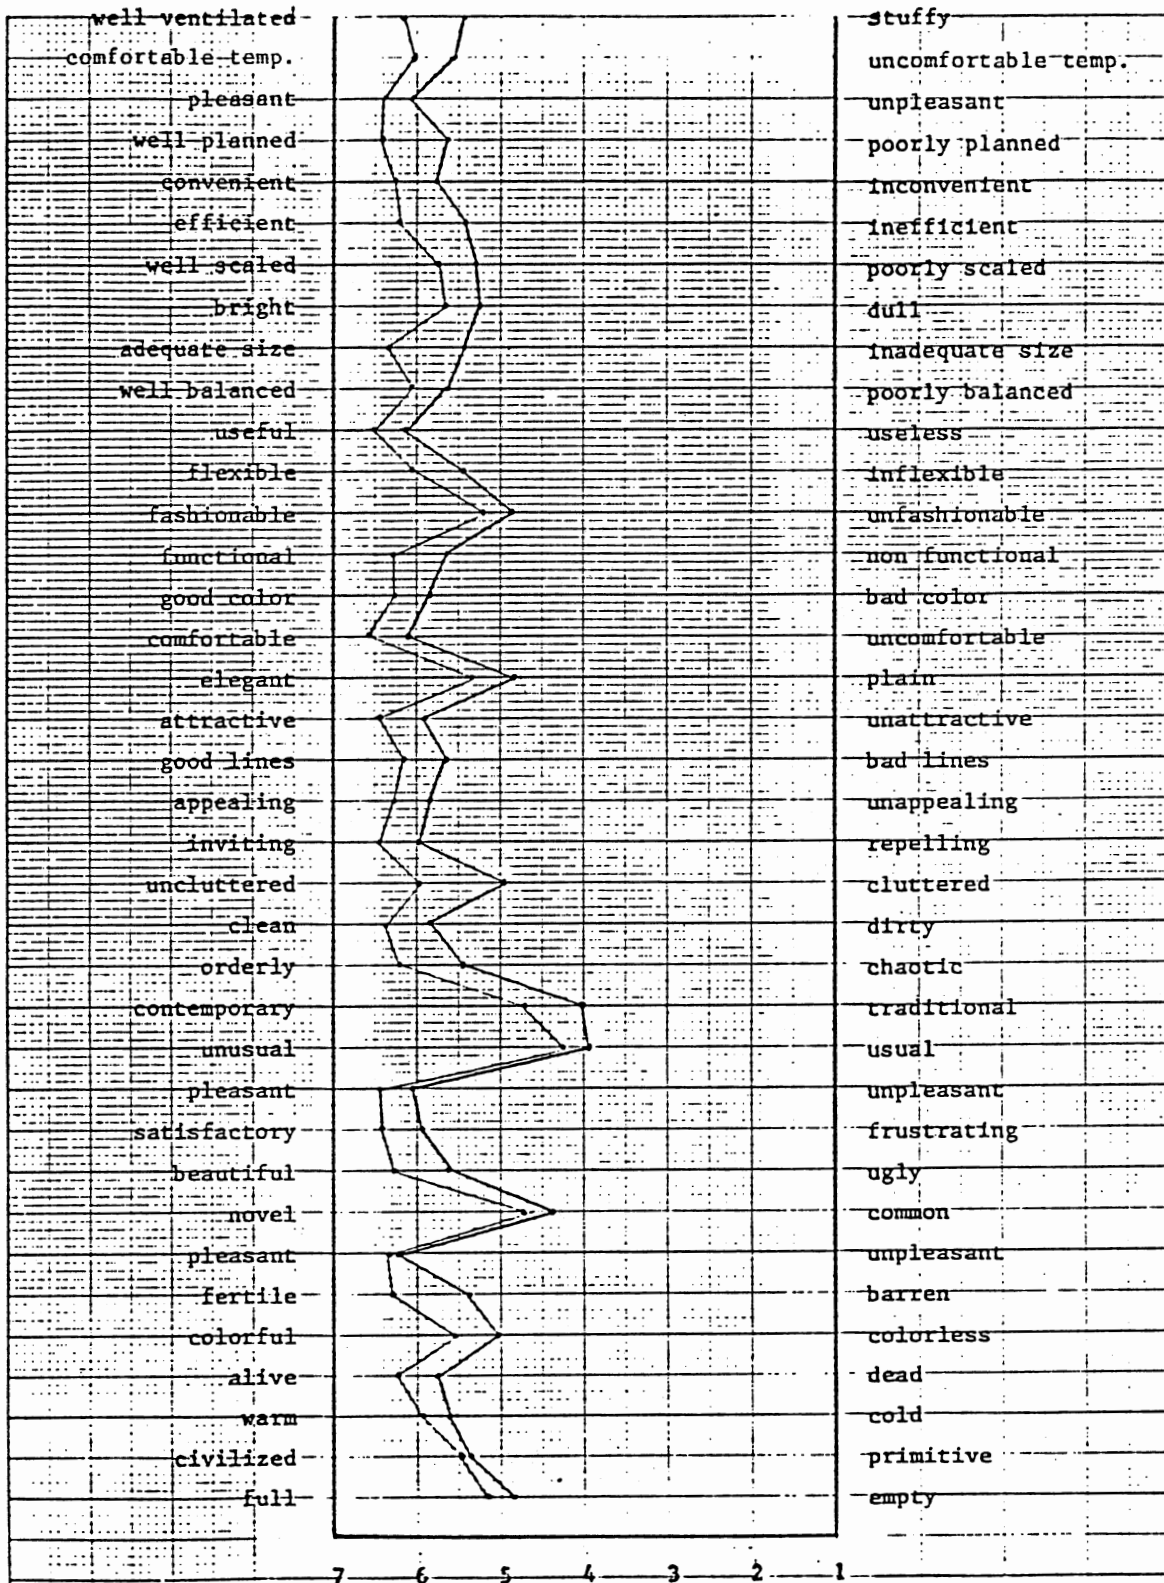 well ventilated stuffy
comfortable temp. uncomfortable temp.
pleasant unpleasant
well planned poorly planned
convenient inconvenient
efficient inefficient
well scaled poorly scaled
bright dull
adequate size inadequate size
well balanced poorly balanced
useful useless
flexible inflexible
fashionable unfashionable
functional non functional
good color bad color
comfortable uncomfortable
elegant plain
attractive unattractive
good lines bad lines
appealing unappealing
inviting repelling
uncluttered cluttered
clean dirty
orderly chaotic
contemporary traditional
unusual usual
pleasant unpleasant
satisfactory frustrating
beautiful ugly
novel common
pleasant unpleasant
fertile barren
colorful colorless
alive dead
warm cold
civilized primitive
full empty
7 6 5 4 3 2 1